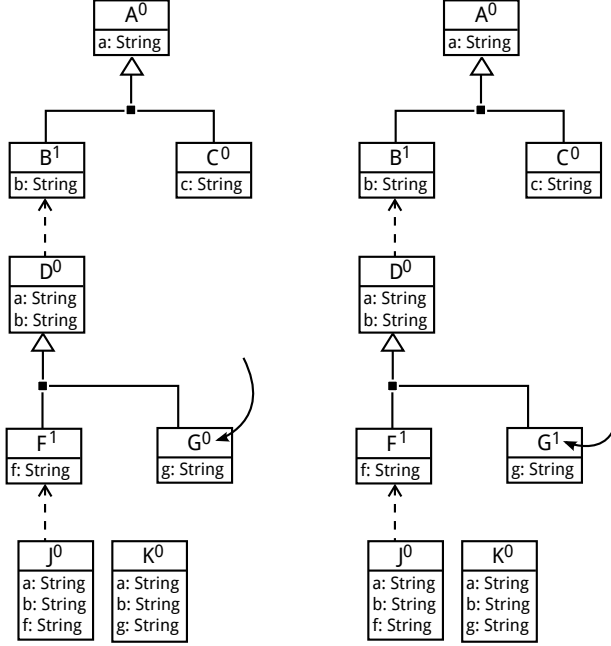 A⁰
a: String
B¹
b: String
C⁰
c: String
D⁰
a: String
b: String
F¹
f: String
G⁰
g: String
J⁰
a: String
b: String
f: String
K⁰
a: String
b: String
g: String
A⁰
a: String
B¹
b: String
C⁰
c: String
D⁰
a: String
b: String
F¹
f: String
G¹
g: String
J⁰
a: String
b: String
f: String
K⁰
a: String
b: String
g: String